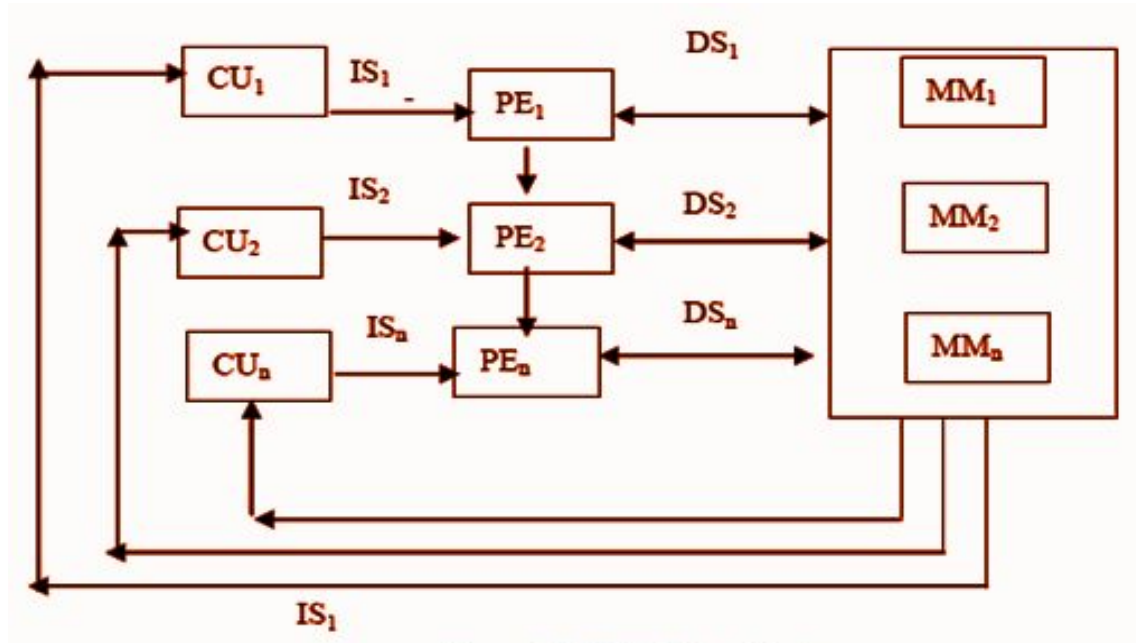 CU₁
IS₁
PE₁
DS₁
MM₁
CU₂
IS₂
PE₂
DS₂
MM₂
CUₙ
ISₙ
PEₙ
DSₙ
MMₙ
IS₁